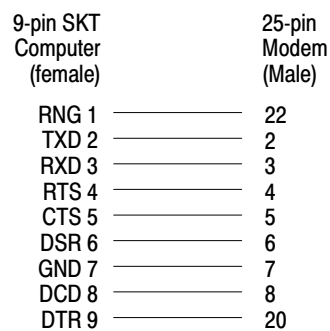 9-pin SKT 25-pin
Computer Modem
(female) (Male)
RNG 1 22
TXD 2 2
RXD 3 3
RTS 4 4
CTS 5 5
DSR 6 6
GND 7 7
DCD 8 8
DTR 9 20